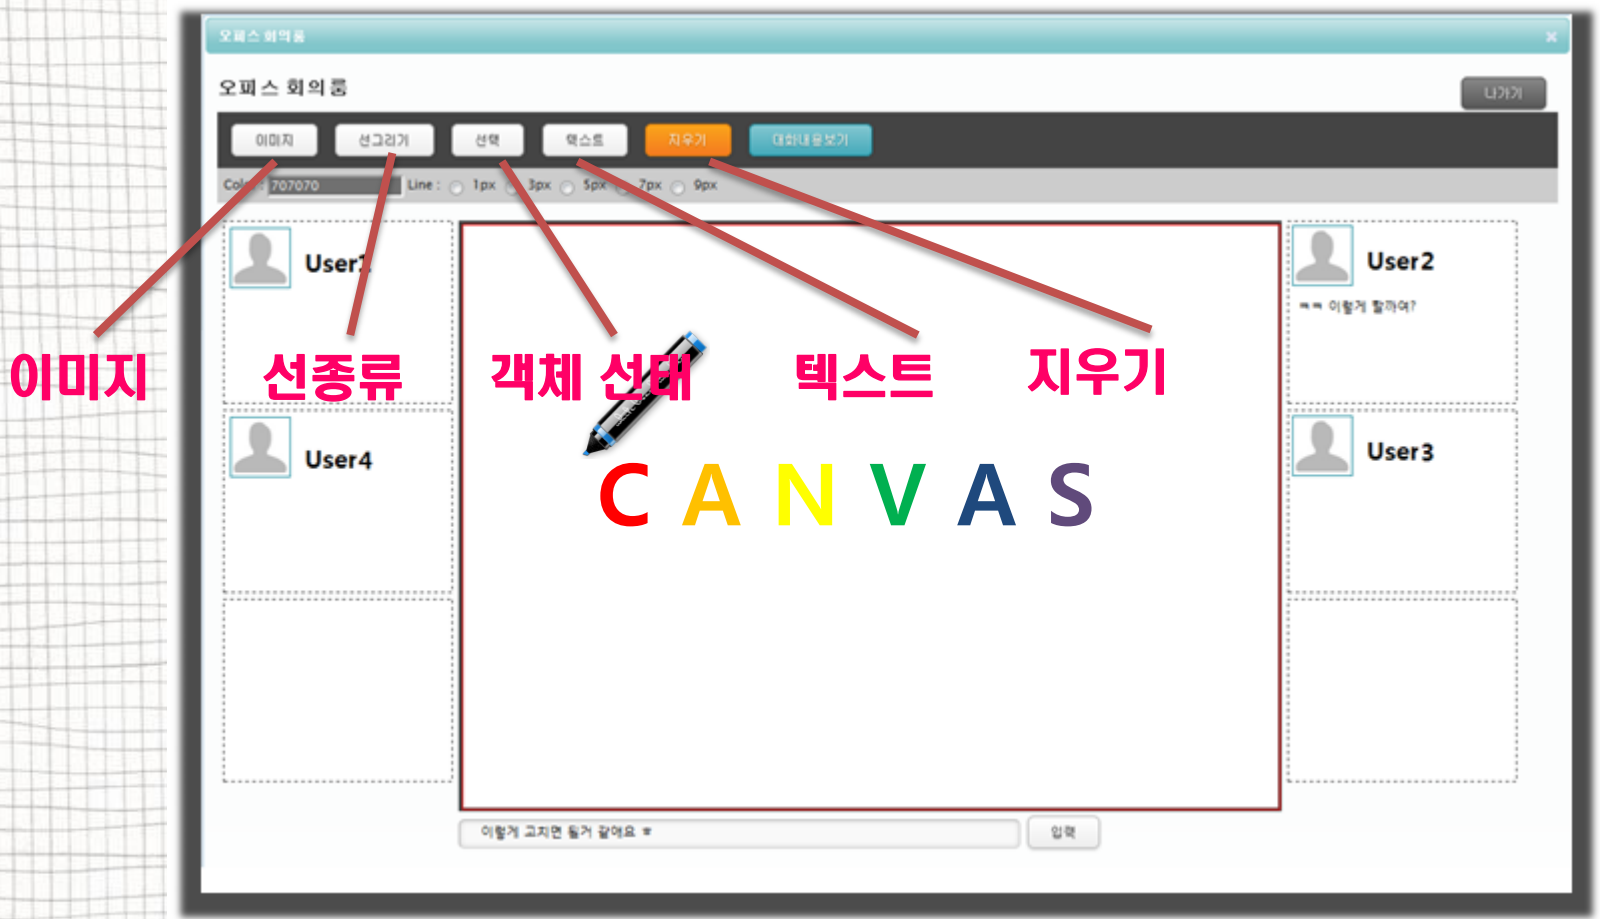 오피스 회의룸
오피스 회의룸
나가기
이미지 선그리기 선택 텍스트 지우기 대화내용보기
Color : 707070 Line : 1px 3px 5px 7px 9px
User1
User2
ㅋㅋ 이렇게 할까여?
이미지 선종류 객체 선태 텍스트 지우기
User4
User3
C A N V A S
이렇게 고치면 될거 같애요 ㅎ
입력